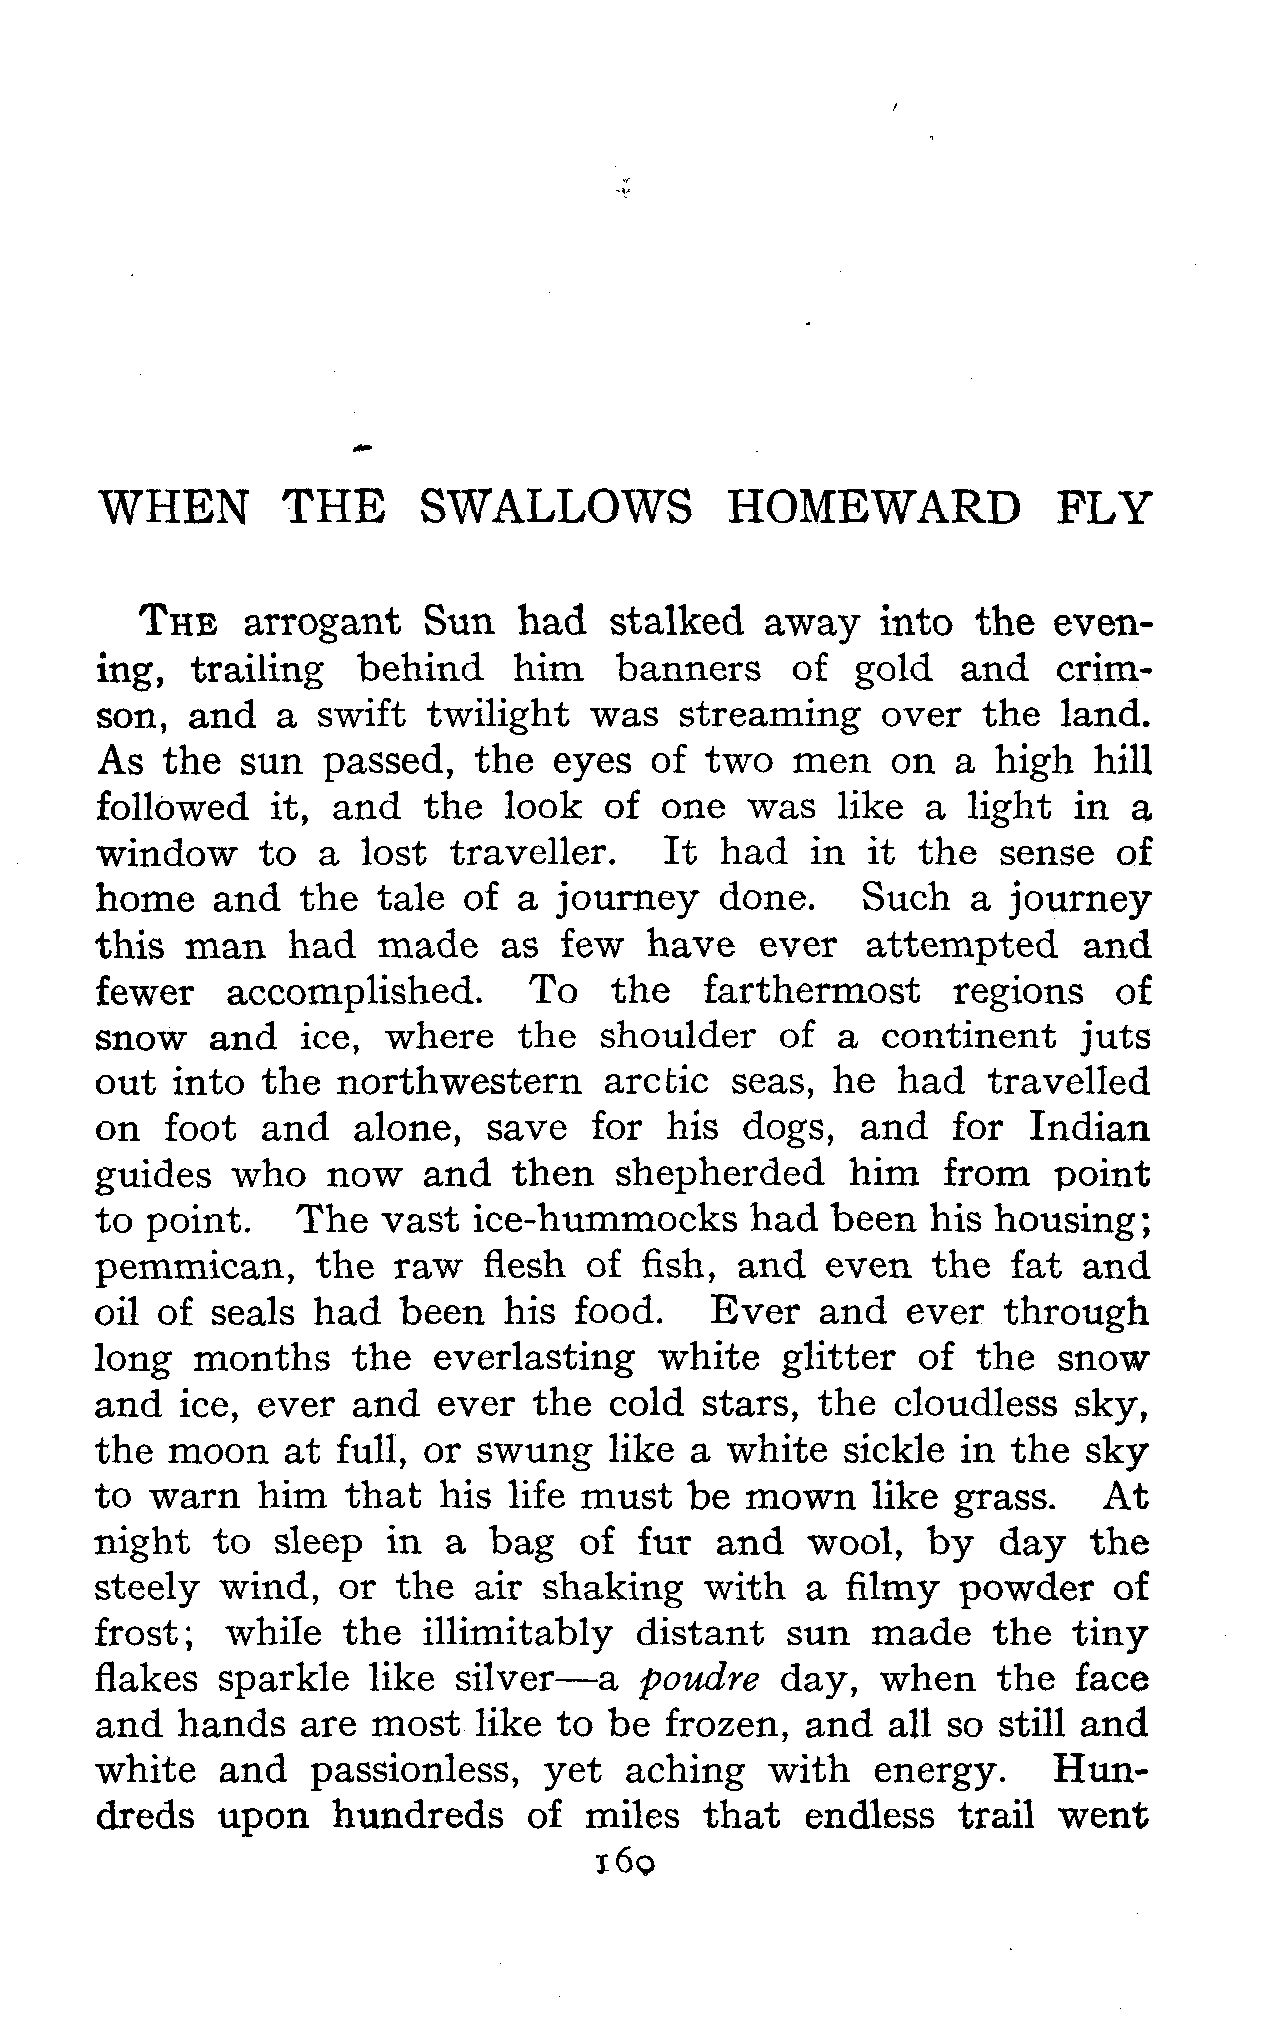 WHEN THE SWALLOWS HOMEWARD FLY
THE arrogant Sun had stalked away into the even-
ing, trailing behind him banners of gold and crim-
son, and a swift twilight was streaming over the land.
As the sun passed, the eyes of two men on a high hill
followed it, and the look of one was like a light in a
window to a lost traveller. It had in it the sense of
home and the tale of a journey done. Such a journey
this man had made as few have ever attempted and
fewer accomplished. To the farthermost regions of
snow and ice, where the shoulder of a continent juts
out into the northwestern arctic seas, he had travelled
on foot and alone, save for his dogs, and for Indian
guides who now and then shepherded him from point
to point. The vast ice-hummocks had been his housing;
pemmican, the raw flesh of fish, and even the fat and
oil of seals had been his food. Ever and ever through
long months the everlasting white glitter of the snow
and ice, ever and ever the cold stars, the cloudless sky,
the moon at full, or swung like a white sickle in the sky
to warn him that his life must be mown like grass. At
night to sleep in a bag of fur and wool, by day the
steely wind, or the air shaking with a filmy powder of
frost; while the illimitably distant sun made the tiny
flakes sparkle like silver—a poudre day, when the face
and hands are most like to be frozen, and all so still and
white and passionless, yet aching with energy. Hun-
dreds upon hundreds of miles that endless trail went
160